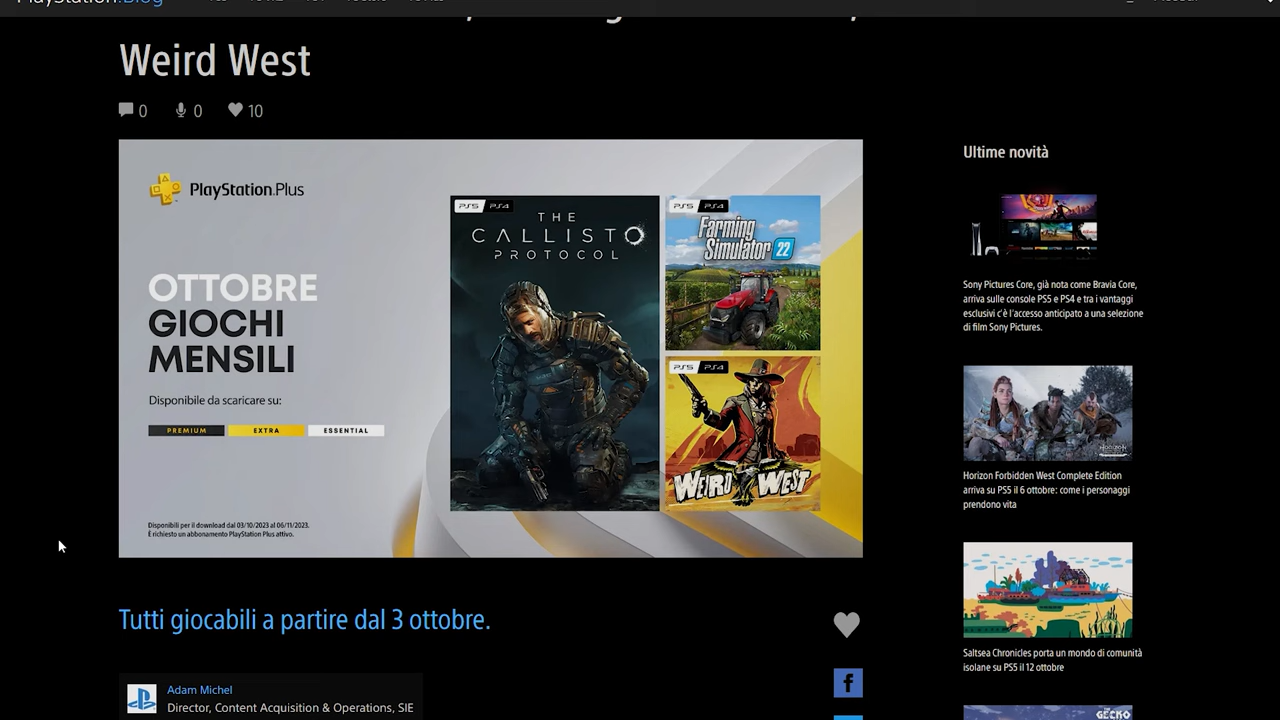 PlayStation.Blog
Weird West
0 0 10
PlayStation.Plus
OTTOBRE
GIOCHI
MENSILI
Disponibile da scaricare su:
PREMIUM EXTRA ESSENTIAL
Disponibili per il download dal 03/10/2023 al 06/11/2023.
È richiesto un abbonamento PlayStation Plus attivo.
PS5 PS4
THE
CALLISTO
PROTOCOL
PS5 PS4
Farming
Simulator 22
PS5 PS4
WEIRD WEST
Tutti giocabili a partire dal 3 ottobre.
Adam Michel
Director, Content Acquisition & Operations, SIE
Ultime novità
Sony Pictures Core, già nota come Bravia Core,
arriva sulle console PS5 e PS4 e tra i vantaggi
esclusivi c'è l'accesso anticipato a una selezione
di film Sony Pictures.
HORIZON
Horizon Forbidden West Complete Edition
arriva su PS5 il 6 ottobre: come i personaggi
prendono vita
Saltsea Chronicles porta un mondo di comunità
isolane su PS5 il 12 ottobre
THE
GECKO